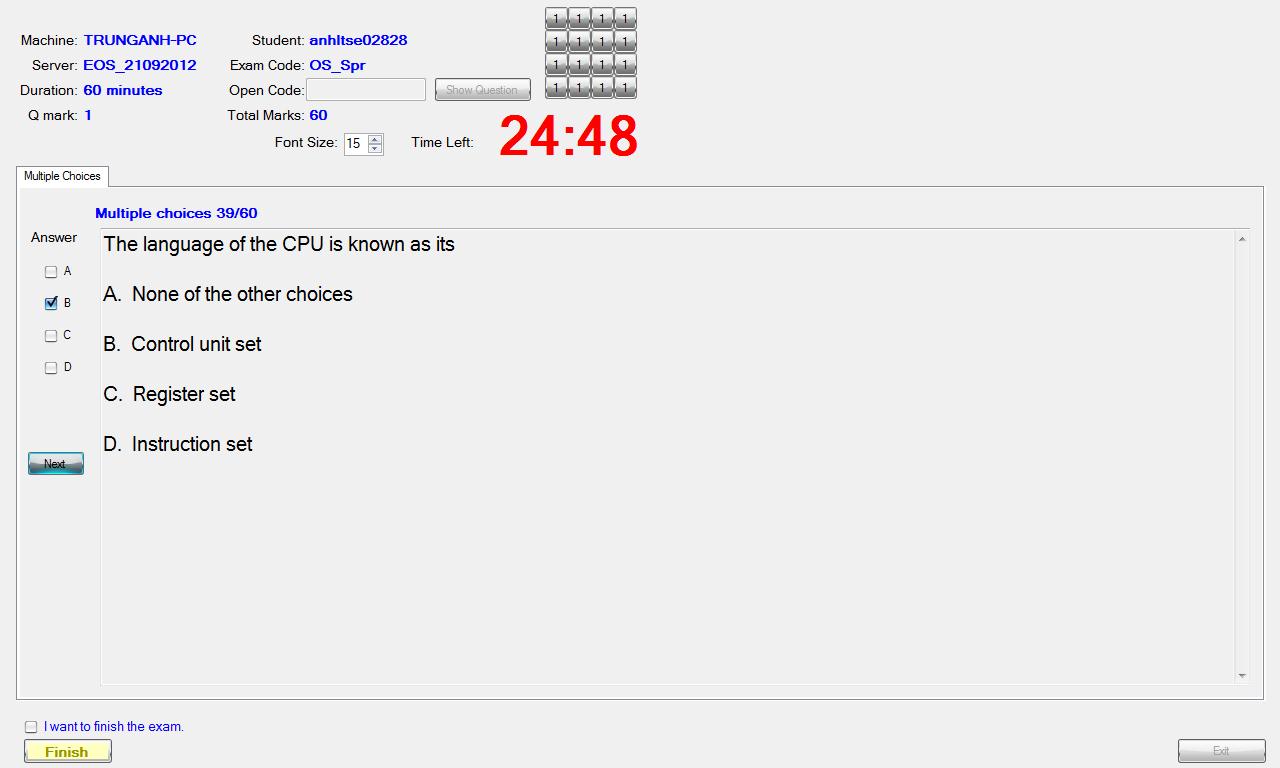 Machine: TRUNGANH-PC Student: anhltse02828
Server: EOS_21092012 Exam Code: OS_Spr
Duration: 60 minutes Open Code: Show Question
Q mark: 1 Total Marks: 60
1 1 1 1
1 1 1 1
1 1 1 1
1 1 1 1
Font Size: 15 Time Left: 24:48
Multiple Choices
Multiple choices 39/60
Answer
A
B
C
D
Next
The language of the CPU is known as its
A. None of the other choices
B. Control unit set
C. Register set
D. Instruction set
I want to finish the exam.
Finish
Exit